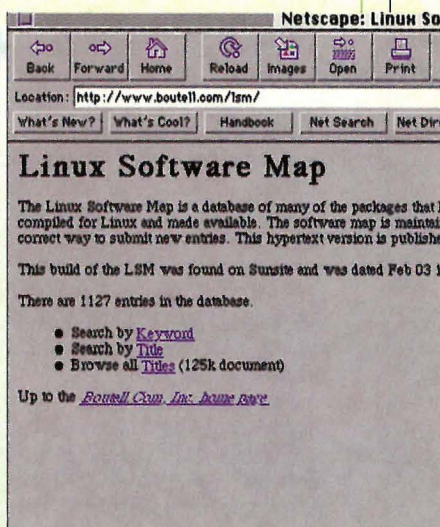 Netscape: Linux So
Back Forward Home Reload Images Open Print
Location: http://www.boutell.com/lsm/
What's New? What's Cool? Handbook Net Search Net Dir
Linux Software Map
The Linux Software Map is a database of many of the packages that
compiled for Linux and made available. The software map is maintai
correct way to submit new entries. This hypertext version is publishe
This build of the LSM was found on Sunsite and was dated Feb 03
There are 1127 entries in the database.
Search by Keyword
Search by Title
Browse all Titles (125k document)
Up to the Boutell.Com, Inc. home page